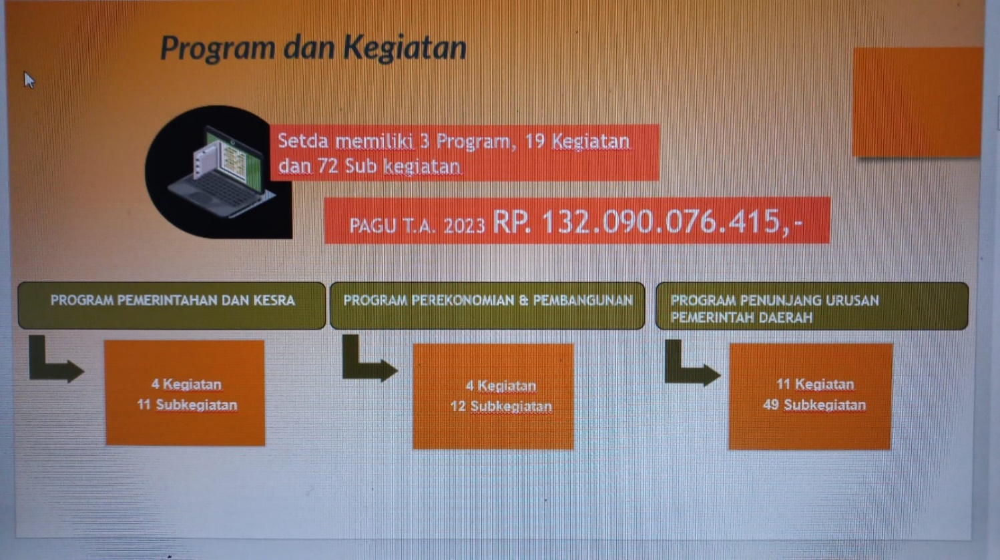 Program dan Kegiatan
Setda memiliki 3 Program, 19 Kegiatan
dan 72 Sub kegiatan
PAGU T.A. 2023 RP. 132.090.076.415,-
PROGRAM PEMERINTAHAN DAN KESRA
PROGRAM PEREKONOMIAN & PEMBANGUNAN
PROGRAM PENUNJANG URUSAN
PEMERINTAH DAERAH
4 Kegiatan
11 Subkegiatan
4 Kegiatan
12 Subkegiatan
11 Kegiatan
49 Subkegiatan